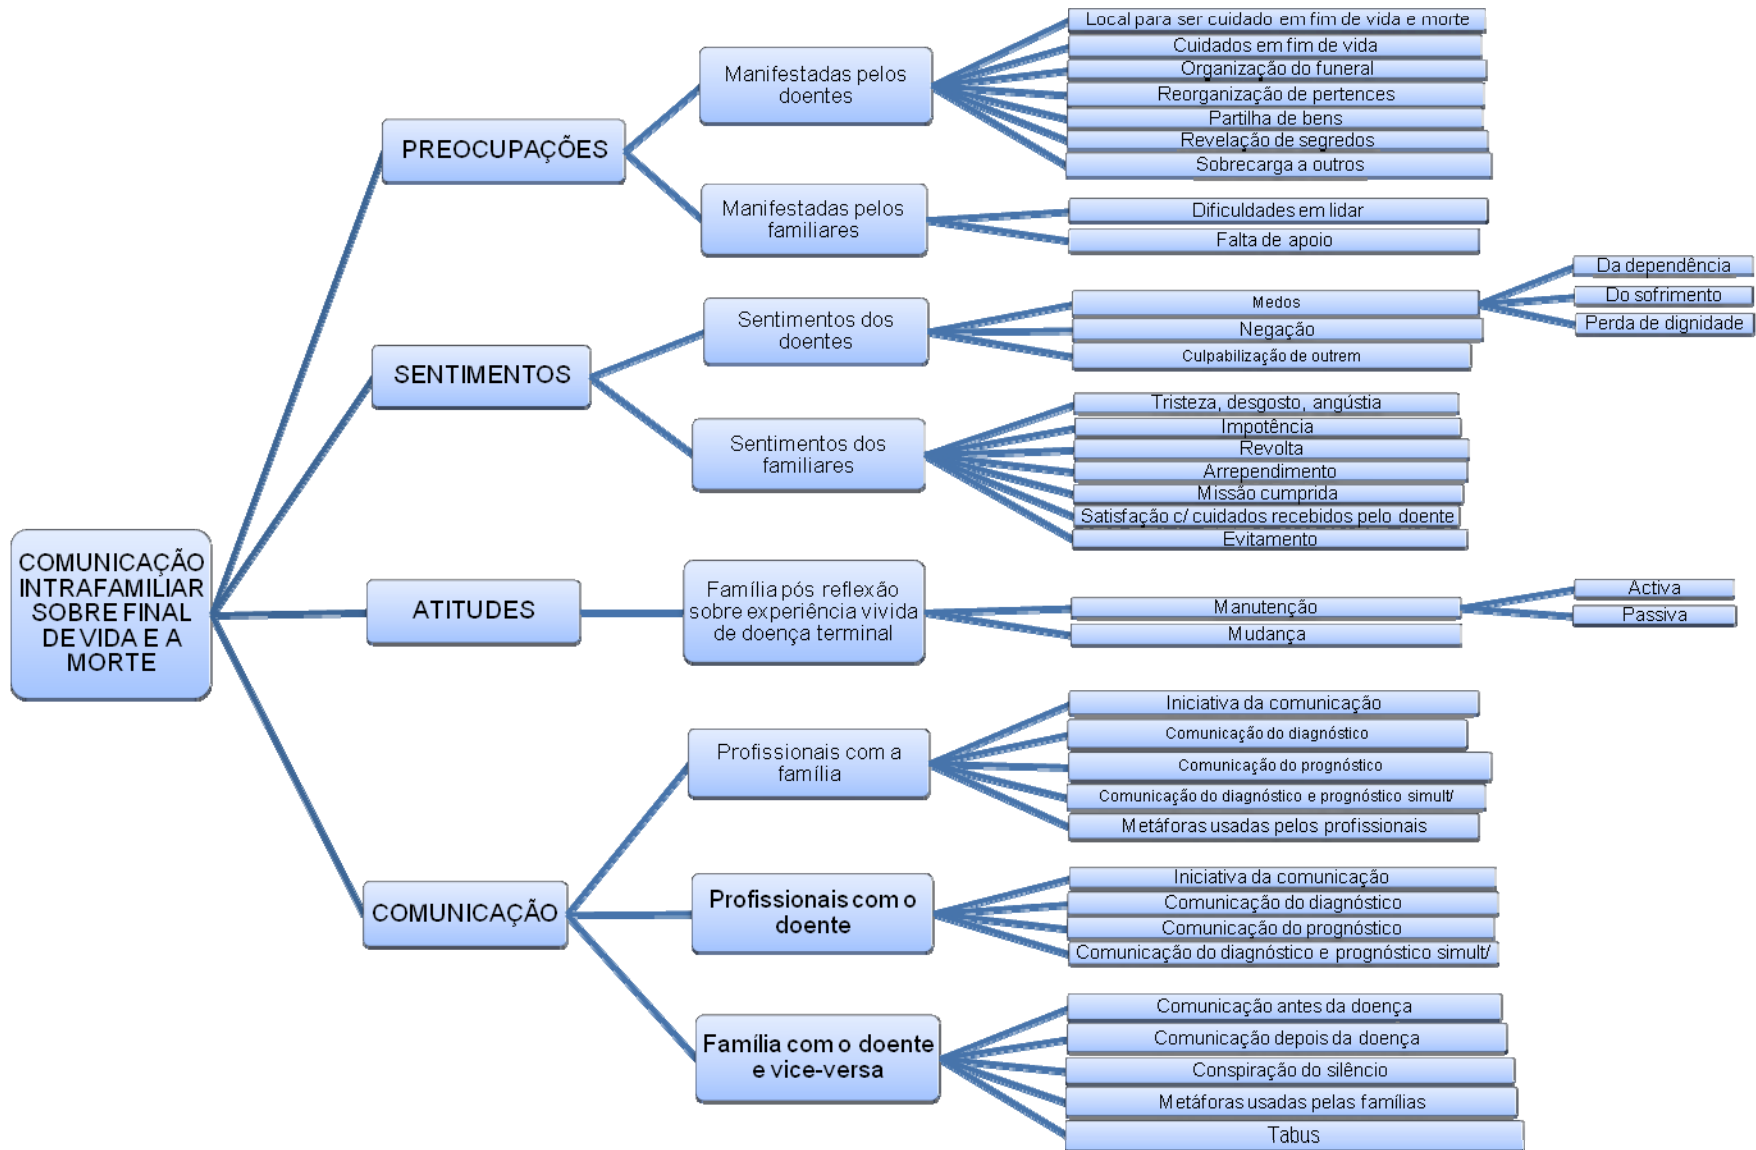 COMUNICAÇÃO
INTRAFAMILIAR
SOBRE FINAL
DE VIDA E A
MORTE
PREOCUPAÇÕES
Manifestadas pelos
doentes
Local para ser cuidado em fim de vida e morte
Cuidados em fim de vida
Organização do funeral
Reorganização de pertences
Partilha de bens
Revelação de segredos
Sobrecarga a outros
Manifestadas pelos
familiares
Dificuldades em lidar
Falta de apoio
SENTIMENTOS
Sentimentos dos
doentes
Medos
Da dependência
Do sofrimento
Perda de dignidade
Negação
Culpabilização de outrem
Sentimentos dos
familiares
Tristeza, desgosto, angústia
Impotência
Revolta
Arrependimento
Missão cumprida
Satisfação c/ cuidados recebidos pelo doente
Evitamento
ATITUDES
Família pós reflexão
sobre experiência vivida
de doença terminal
Manutenção
Activa
Passiva
Mudança
COMUNICAÇÃO
Profissionais com a
família
Iniciativa da comunicação
Comunicação do diagnóstico
Comunicação do prognóstico
Comunicação do diagnóstico e prognóstico simult/
Metáforas usadas pelos profissionais
Profissionais com o
doente
Iniciativa da comunicação
Comunicação do diagnóstico
Comunicação do prognóstico
Comunicação do diagnóstico e prognóstico simult/
Família com o doente
e vice-versa
Comunicação antes da doença
Comunicação depois da doença
Conspiração do silêncio
Metáforas usadas pelas famílias
Tabus